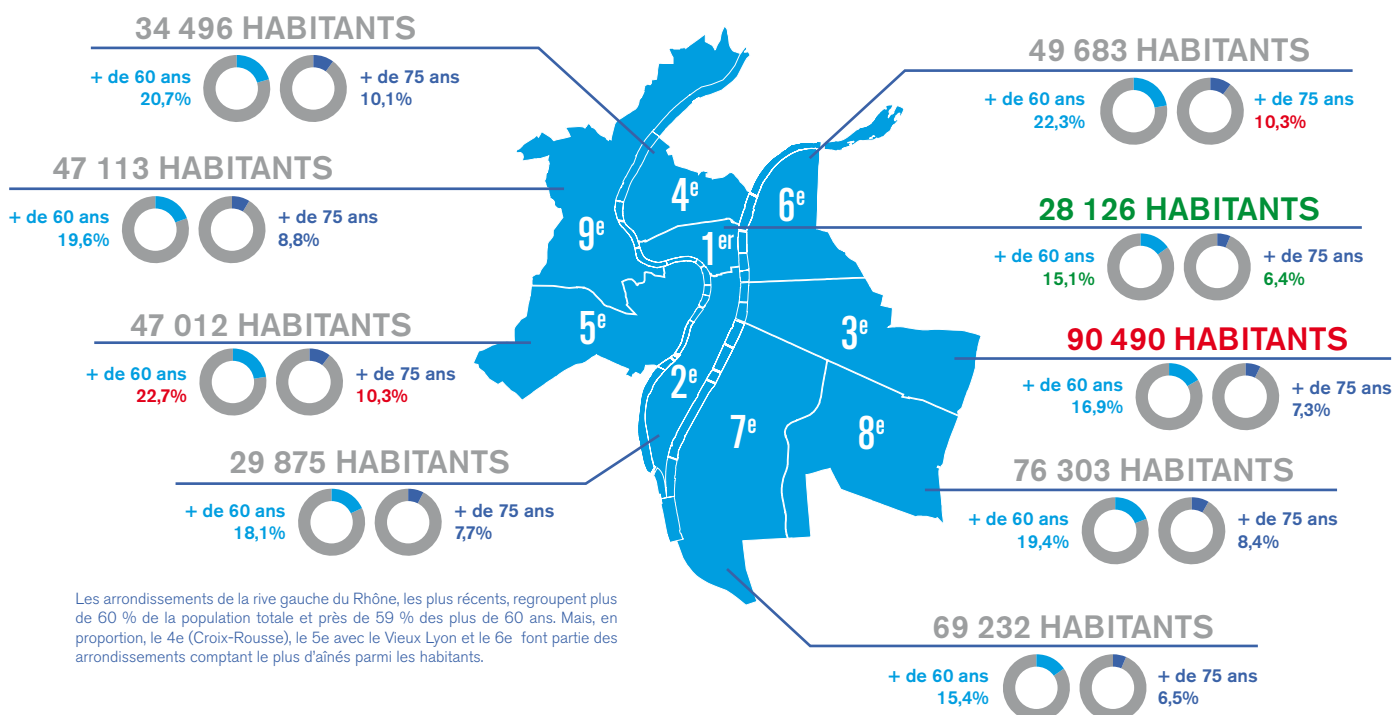 34 496 HABITANTS
+ de 60 ans
20,7%
+ de 75 ans
10,1%
47 113 HABITANTS
+ de 60 ans
19,6%
+ de 75 ans
8,8%
47 012 HABITANTS
+ de 60 ans
22,7%
+ de 75 ans
10,3%
29 875 HABITANTS
+ de 60 ans
18,1%
+ de 75 ans
7,7%
Les arrondissements de la rive gauche du Rhône, les plus récents, regroupent plus
de 60 % de la population totale et près de 59 % des plus de 60 ans. Mais, en
proportion, le 4e (Croix-Rousse), le 5e avec le Vieux Lyon et le 6e font partie des
arrondissements comptant le plus d'aînés parmi les habitants.
4e
6e
9e
1er
5e
3e
2e
7e
8e
49 683 HABITANTS
+ de 60 ans
22,3%
+ de 75 ans
10,3%
28 126 HABITANTS
+ de 60 ans
15,1%
+ de 75 ans
6,4%
90 490 HABITANTS
+ de 60 ans
16,9%
+ de 75 ans
7,3%
76 303 HABITANTS
+ de 60 ans
19,4%
+ de 75 ans
8,4%
69 232 HABITANTS
+ de 60 ans
15,4%
+ de 75 ans
6,5%